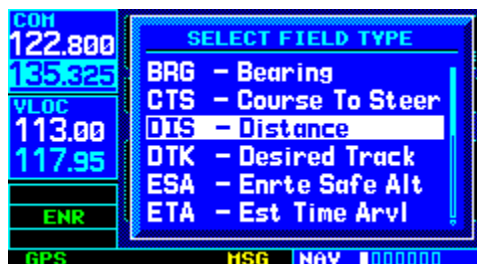 COM
122.800
135.325
VLOC
113.00
117.95
ENR
SELECT FIELD TYPE
BRG – Bearing
CTS – Course To Steer
DIS – Distance
DTK – Desired Track
ESA – Enrte Safe Alt
ETA – Est Time Arvl
GPS MSG NAV